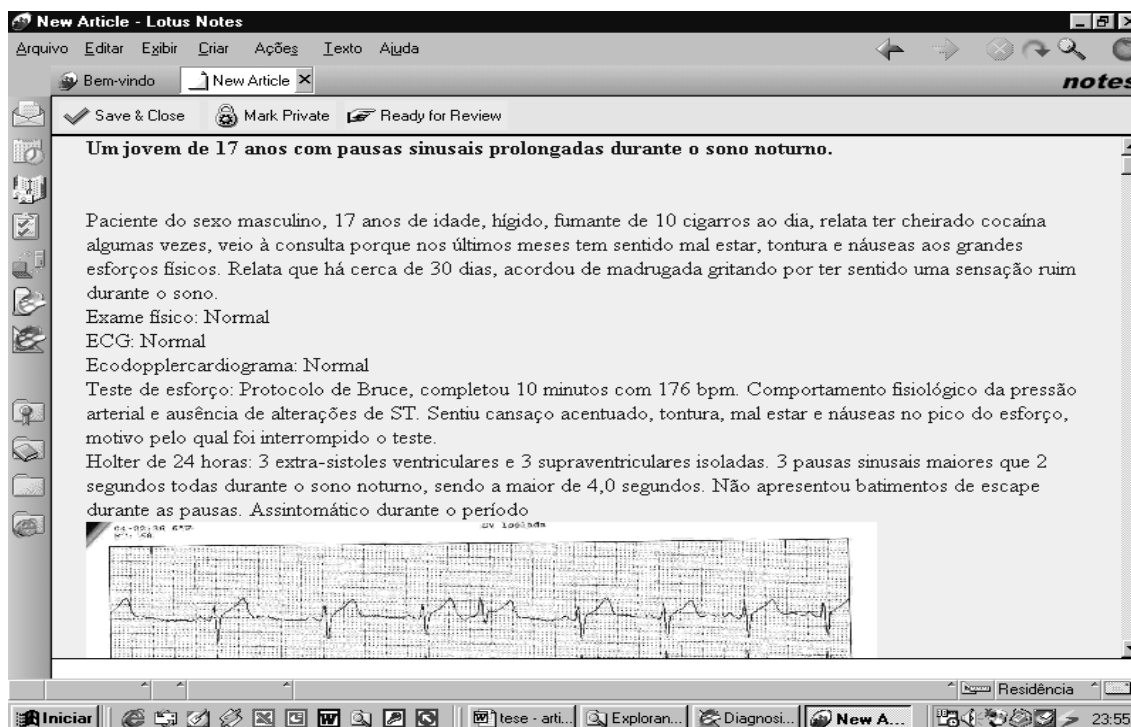 New Article - Lotus Notes
Arquivo Editar Exibir Criar Ações Texto Ajuda
Bem-vindo New Article notes
Save & Close Mark Private Ready for Review
Um jovem de 17 anos com pausas sinusais prolongadas durante o sono noturno.
Paciente do sexo masculino, 17 anos de idade, hígido, fumante de 10 cigarros ao dia, relata ter cheirado cocaína
algumas vezes, veio à consulta porque nos últimos meses tem sentido mal estar, tontura e náuseas aos grandes
esforços físicos. Relata que há cerca de 30 dias, acordou de madrugada gritando por ter sentido uma sensação ruim
durante o sono.
Exame físico: Normal
ECG: Normal
Ecodopplercardiograma: Normal
Teste de esforço: Protocolo de Bruce, completou 10 minutos com 176 bpm. Comportamento fisiológico da pressão
arterial e ausência de alterações de ST. Sentiu cansaço acentuado, tontura, mal estar e náuseas no pico do esforço,
motivo pelo qual foi interrompido o teste.
Holter de 24 horas: 3 extra-sistoles ventriculares e 3 supraventriculares isoladas. 3 pausas sinusais maiores que 2
segundos todas durante o sono noturno, sendo a maior de 4,0 segundos. Não apresentou batimentos de escape
durante as pausas. Assintomático durante o período
Residência
Iniciar tese - arti... Exploran... Diagnosi... New A... 23:55